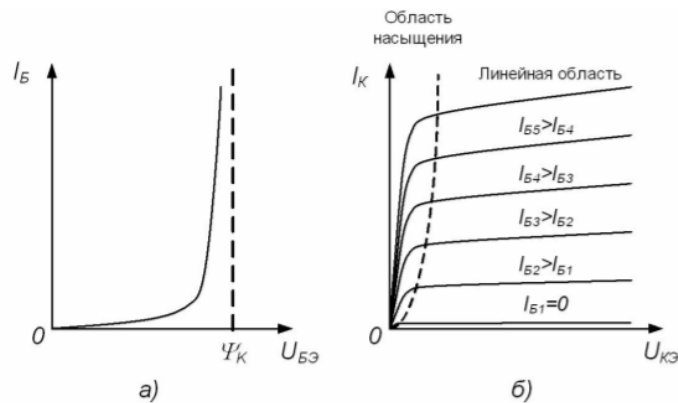 Область
насыщения
I_Б
I_К
Линейная область
I_Б5>I_Б4
I_Б4>I_Б3
I_Б3>I_Б2
I_Б2>I_Б1
I_Б1=0
0
Ψ_К
U_БЭ
0
U_КЭ
а)
б)